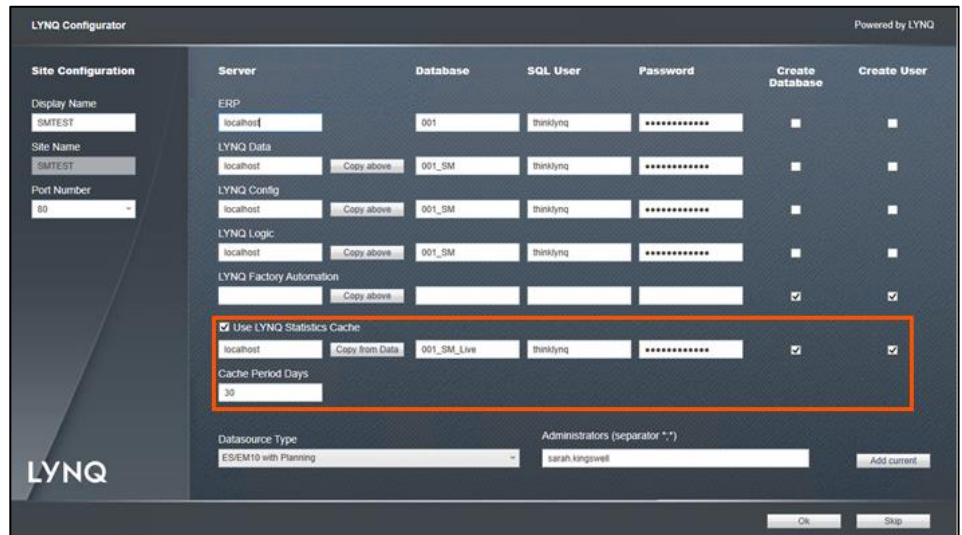 LYNQ Configurator Powered by LYNQ
Site Configuration
Display Name
SMTEST
Site Name
SMTEST
Port Number
80
LYNQ
Server Database SQL User Password Create Database Create User
ERP
localhost 001 thinklynq ••••••••••••
LYNQ Data
localhost Copy above 001_SM thinklynq ••••••••••••
LYNQ Config
localhost Copy above 001_SM thinklynq ••••••••••••
LYNQ Logic
localhost Copy above 001_SM thinklynq ••••••••••••
LYNQ Factory Automation
Copy above
Use LYNQ Statistics Cache
localhost Copy from Data 001_SM_Live thinklynq ••••••••••••
Cache Period Days
30
Datasource Type Administrators (separator ";")
ES/EM10 with Planning sarah.kingswell Add current
Ok Skip